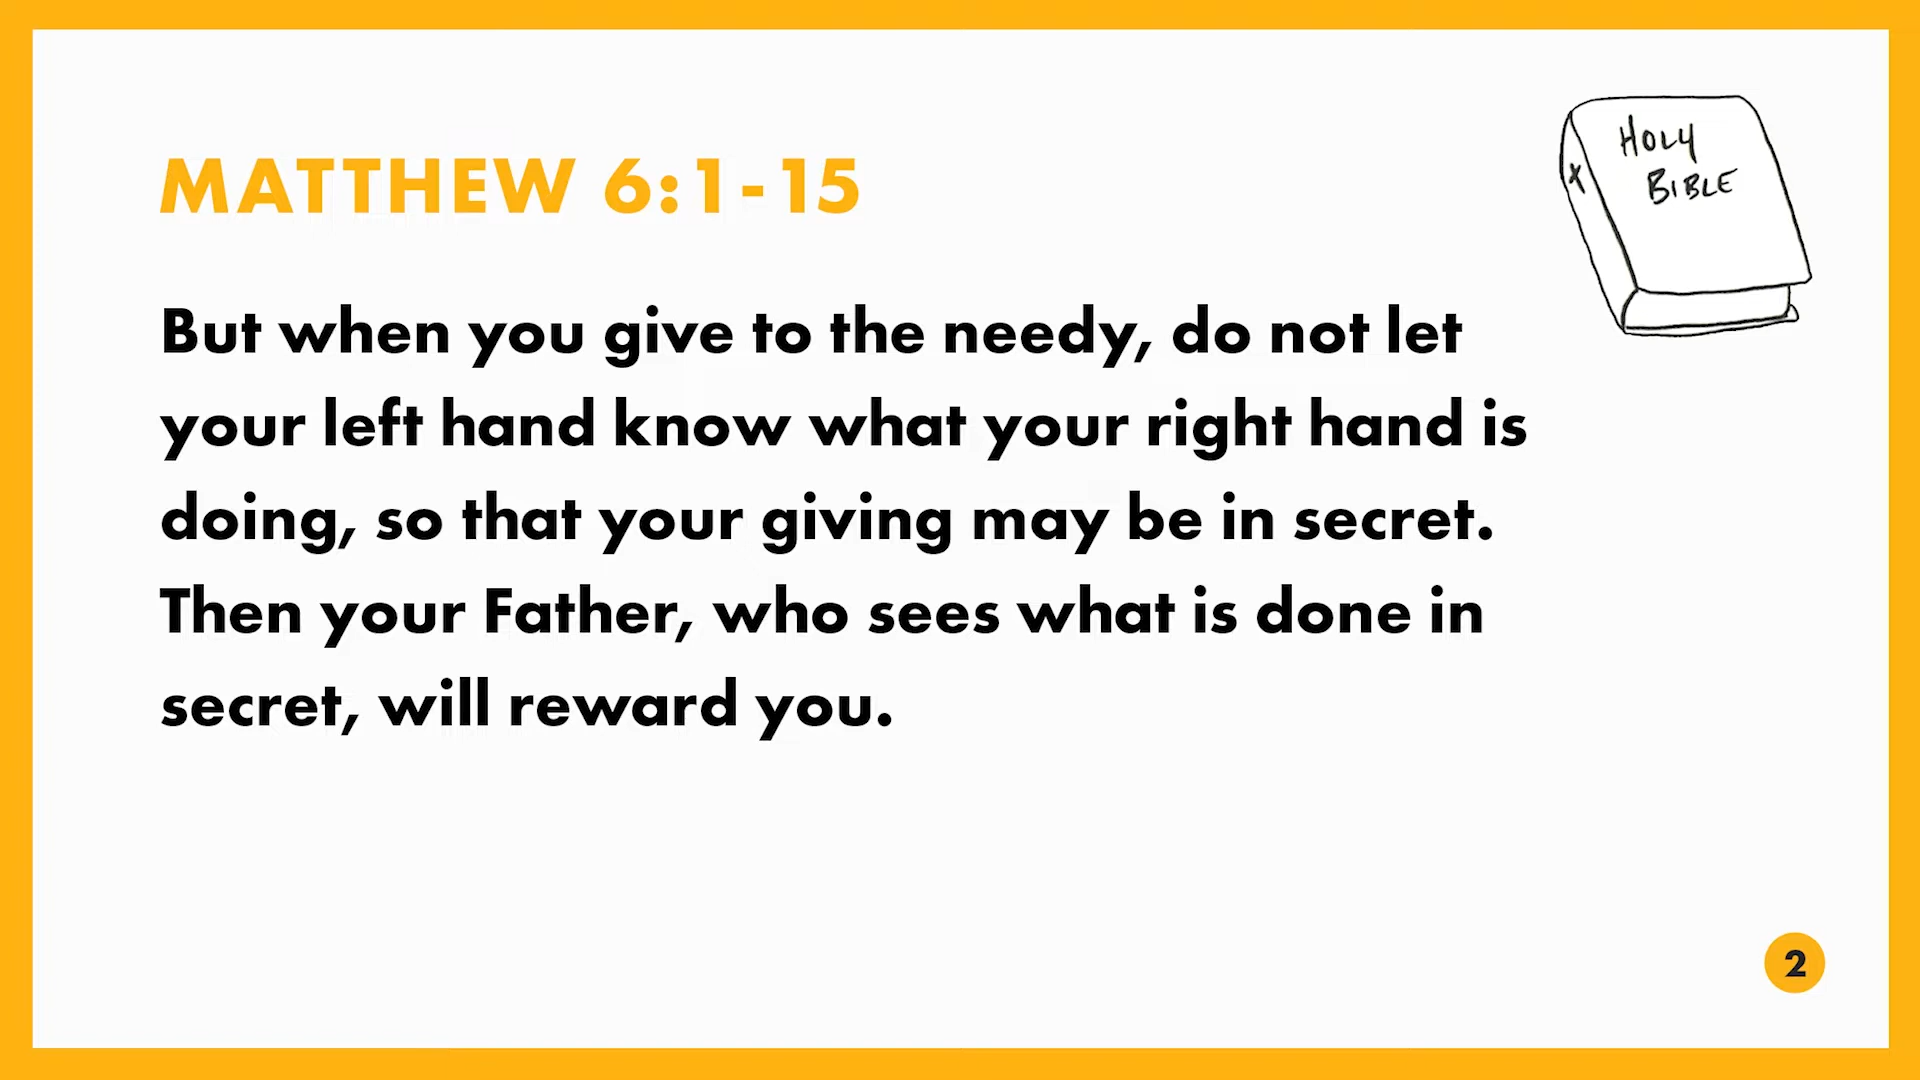 MATTHEW 6:1-15
HOLY
BIBLE
But when you give to the needy, do not let
your left hand know what your right hand is
doing, so that your giving may be in secret.
Then your Father, who sees what is done in
secret, will reward you.
2